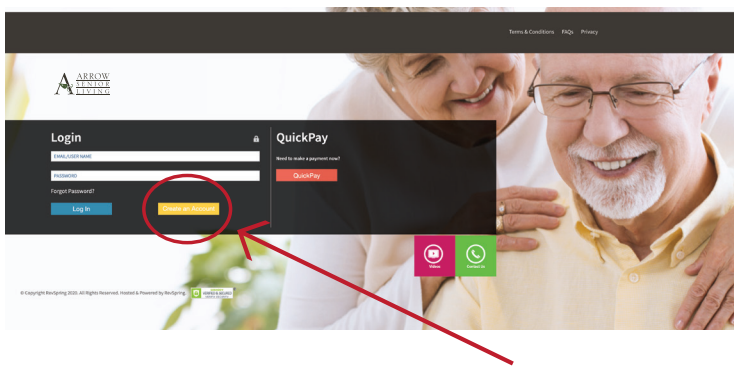 Terms & Conditions FAQs Privacy
ARROW
SENIOR
LIVING
Login
EMAIL/USER NAME
PASSWORD
Forgot Password?
Log In
Create an Account
QuickPay
Need to make a payment now?
QuickPay
Videos
Contact Us
© Copyright RevSpring 2020. All Rights Reserved. Hosted & Powered by RevSpring